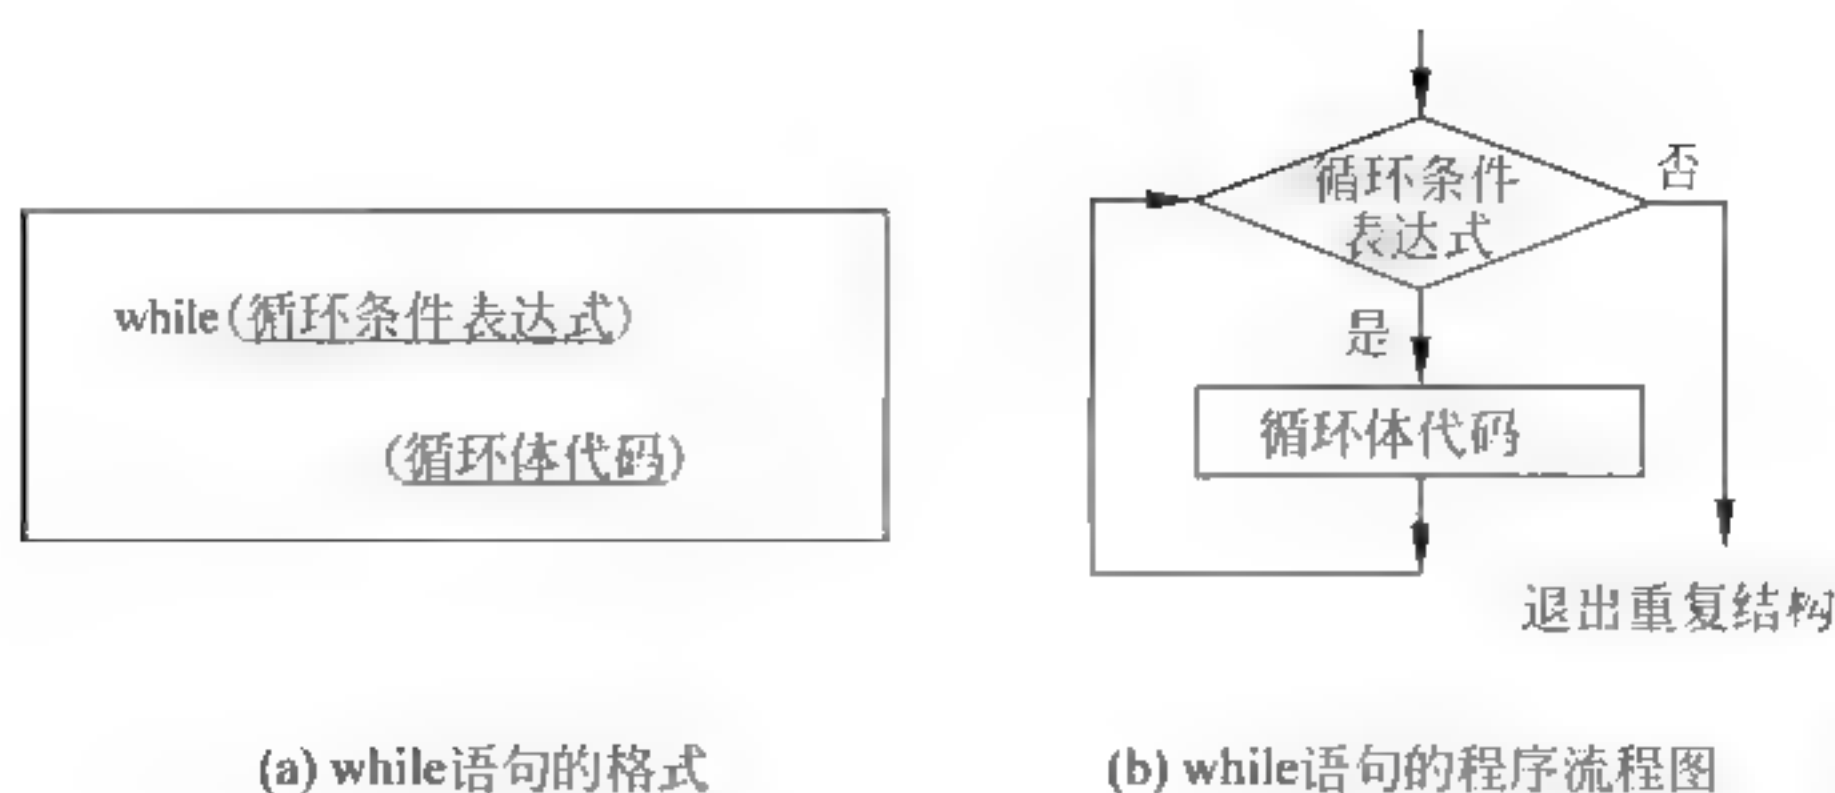 while(循环条件表达式)
(循环体代码)
(a) while语句的格式
循环条件
表达式
否
是
循环体代码
退出重复结构
(b) while语句的程序流程图